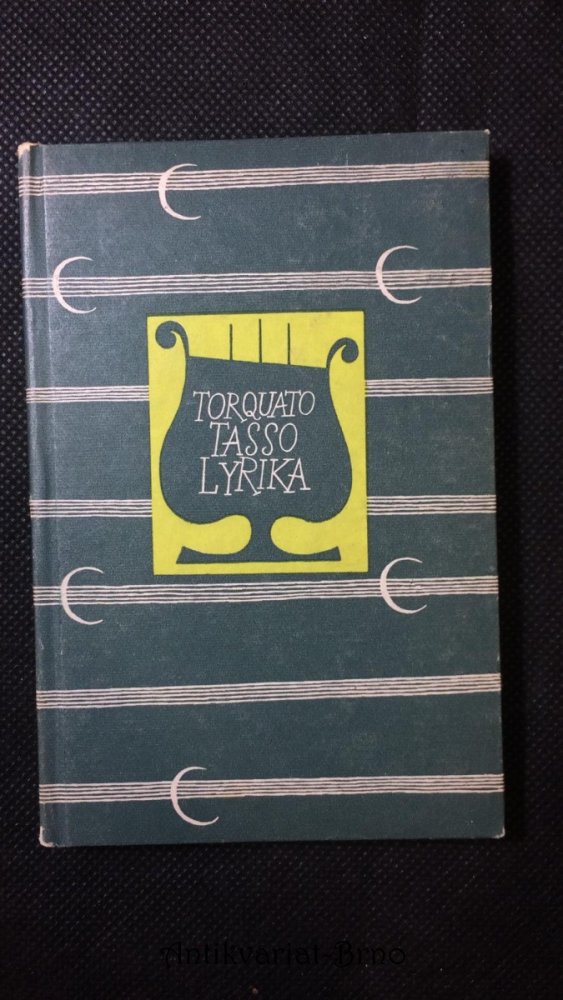 TORQUATO
TASSO
LYRIKA
Antikvariat-Brno